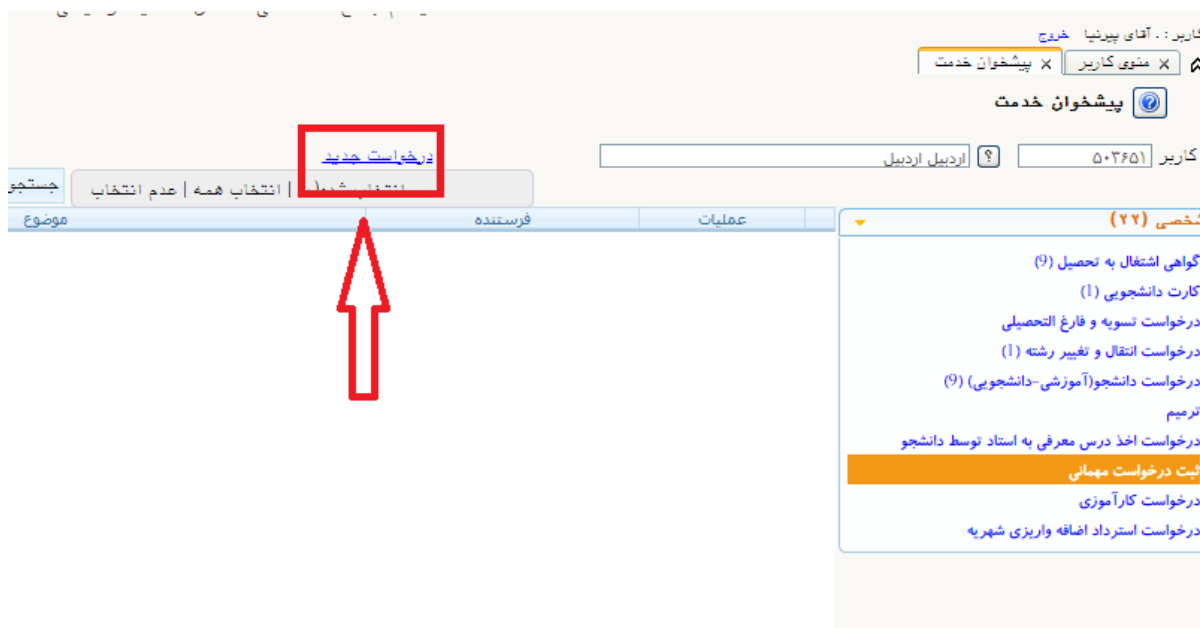 کاربر : . آقای پیرنیا خروج
منوی کاربر x پیشخوان خدمت x
پیشخوان خدمت
کاربر ۵۰۳۶۵۱ ؟ اردبیل اردبیل
درخواست جدید
| انتخاب همه | عدم انتخاب
جستجو
عملیات فرستنده موضوع
شخصی (۲۲)
گواهی اشتغال به تحصیل (9)
کارت دانشجویی (1)
درخواست تسویه و فارغ التحصیلی
درخواست انتقال و تغییر رشته (1)
درخواست دانشجو(آموزشی-دانشجویی) (9)
ترمیم
درخواست اخذ درس معرفی به استاد توسط دانشجو
ثبت درخواست مهمانی
درخواست کارآموزی
درخواست استرداد اضافه واریزی شهریه